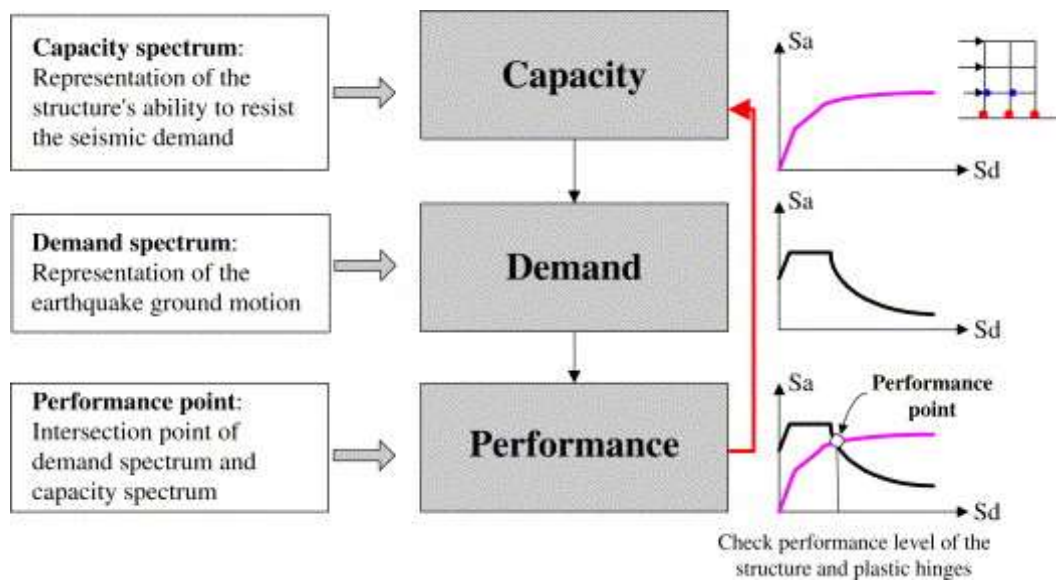 Capacity spectrum:
Representation of the
structure's ability to resist
the seismic demand
Capacity
Sa
Sd
Demand spectrum:
Representation of the
earthquake ground motion
Demand
Sa
Sd
Performance point:
Intersection point of
demand spectrum and
capacity spectrum
Performance
Sa
Performance
point
Sd
Check performance level of the
structure and plastic hinges